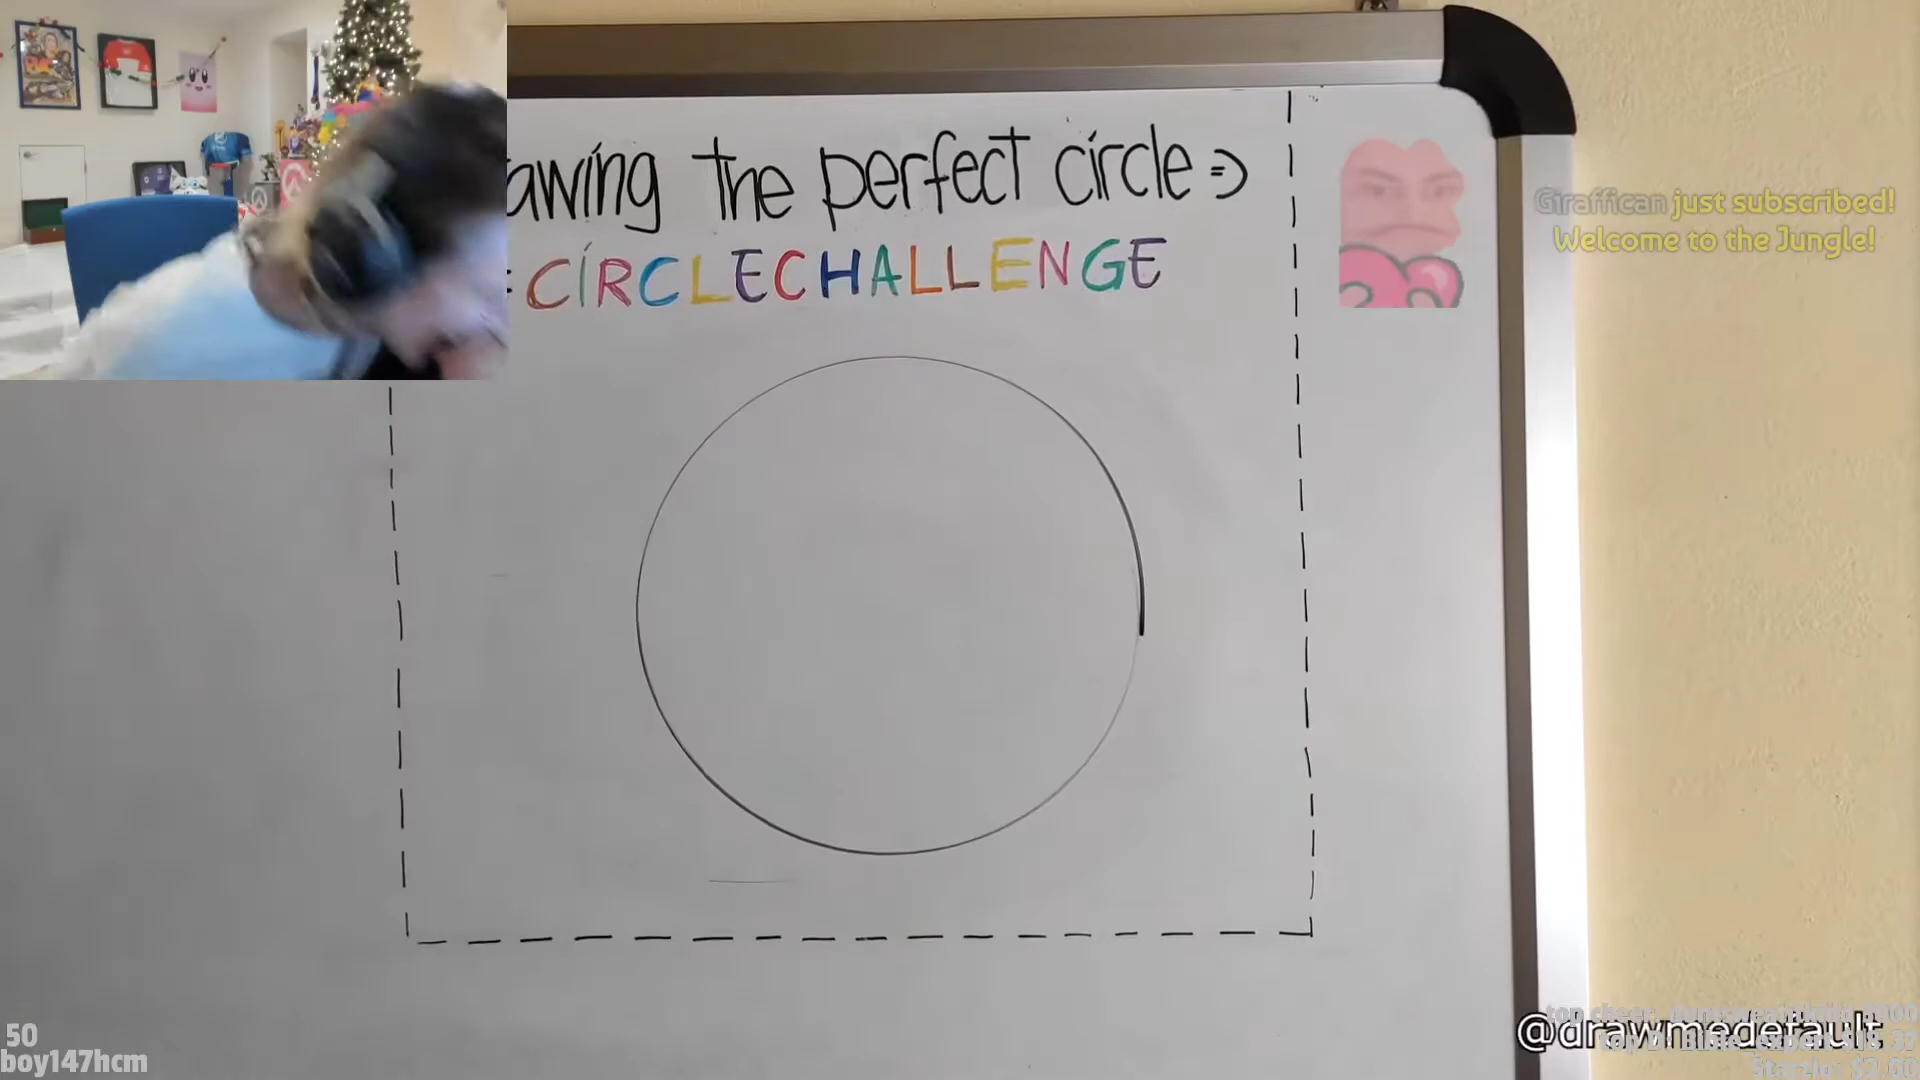 awing the perfect circle =)
CIRCLECHALLENGE
Giraffican just subscribed!
Welcome to the Jungle!
@drawmedefault
50
boy147hcm